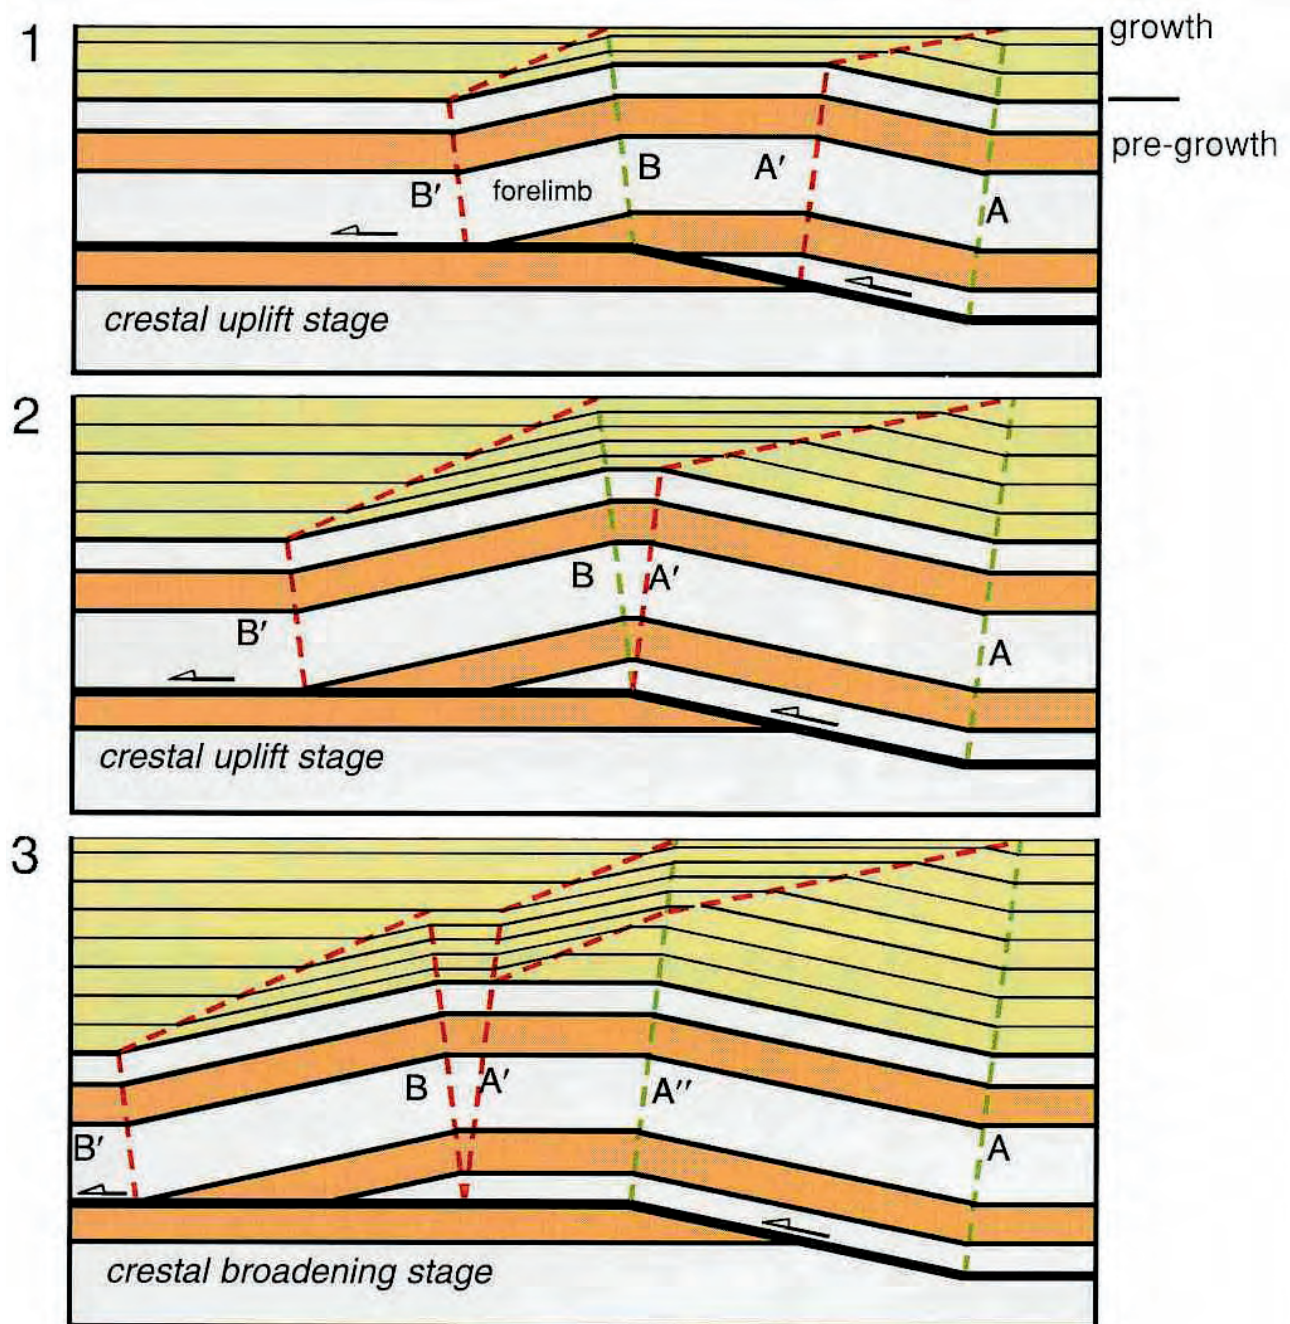 1
growth
pre-growth
B′
forelimb
B
A′
A
crestal uplift stage
2
B
A′
B′
A
crestal uplift stage
3
B
A′
A″
B′
A
crestal broadening stage